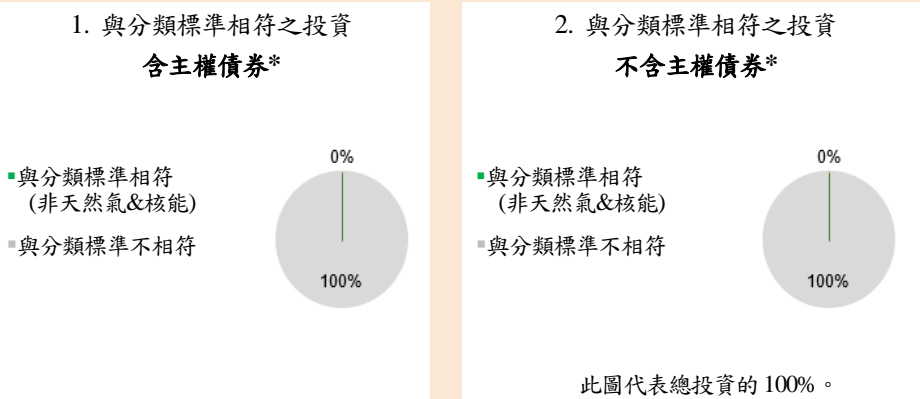 1. 與分類標準相符之投資
含主權債券*
與分類標準相符
(非天然氣&核能)
與分類標準不相符
0%
100%
2. 與分類標準相符之投資
不含主權債券*
與分類標準相符
(非天然氣&核能)
與分類標準不相符
0%
100%
此圖代表總投資的 100%。